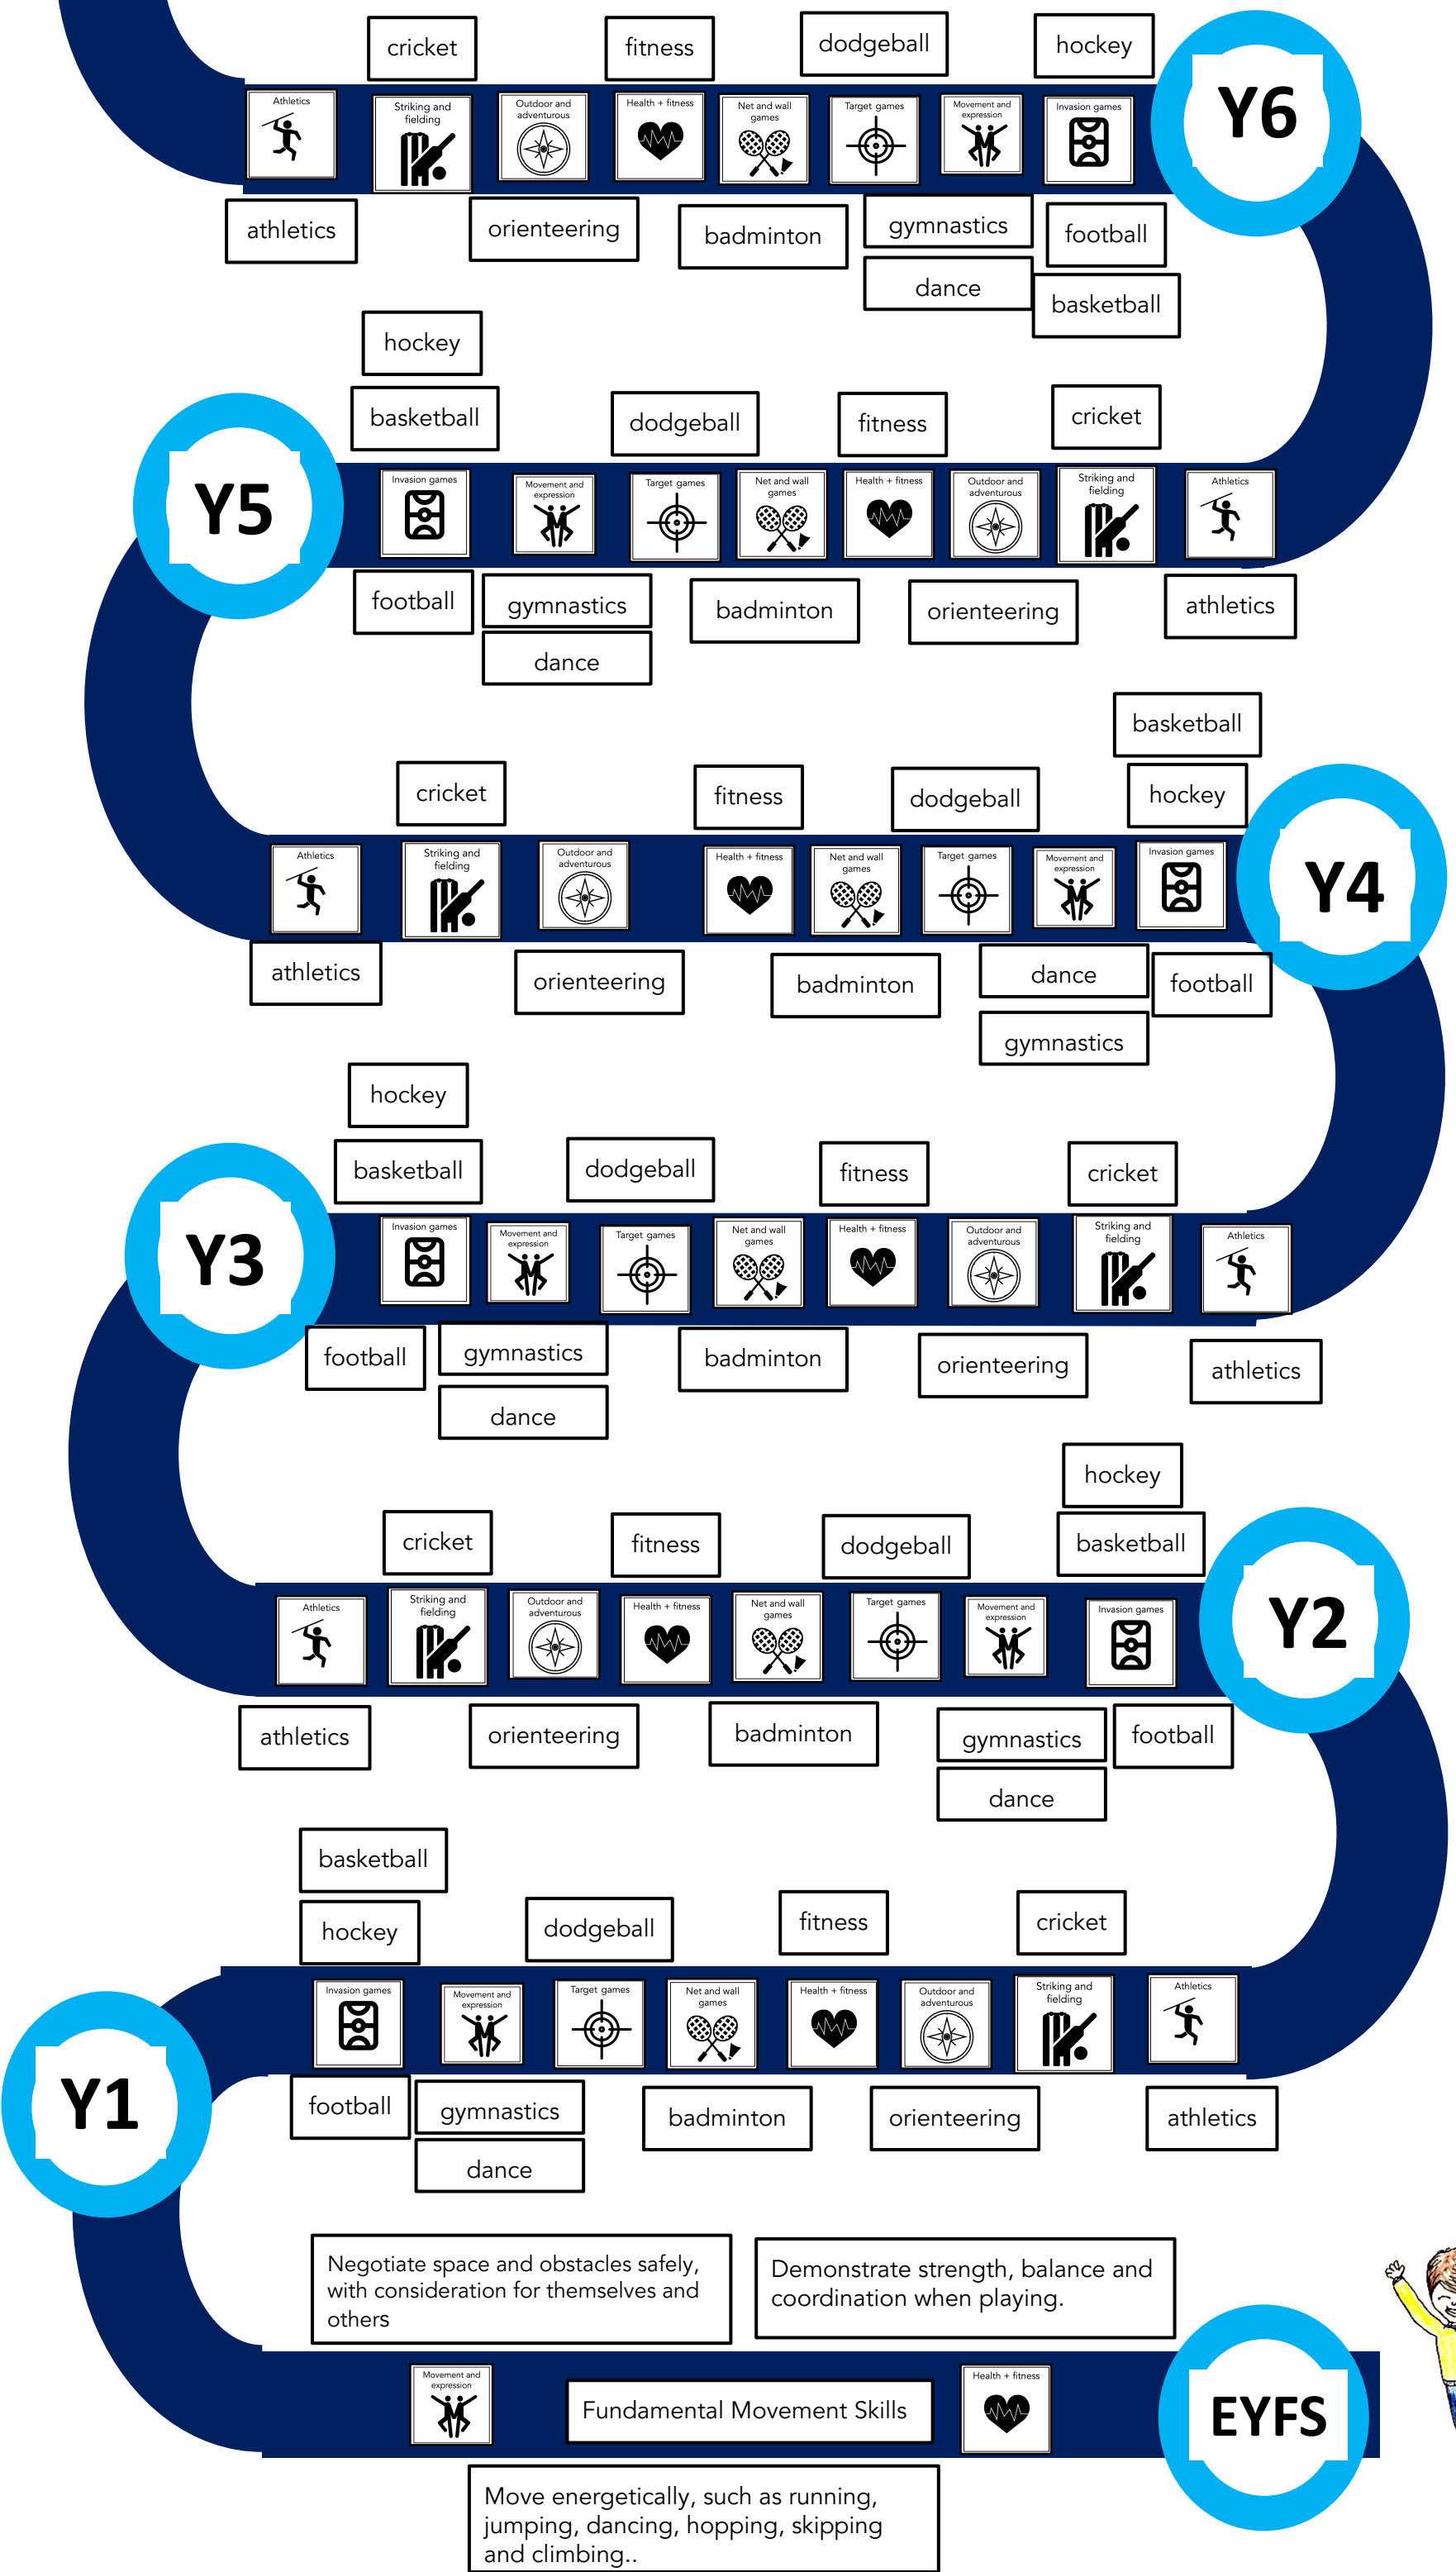 cricket
fitness
dodgeball
hockey
Athletics
Striking and
fielding
Outdoor and
adventurous
Health + fitness
Net and wall
games
Target games
Movement and
expression
Invasion games
Y6
athletics
orienteering
badminton
gymnastics
football
dance
basketball
hockey
basketball
dodgeball
fitness
cricket
Y5
Invasion games
Movement and
expression
Target games
Net and wall
games
Health + fitness
Outdoor and
adventurous
Striking and
fielding
Athletics
football
gymnastics
badminton
orienteering
athletics
dance
basketball
cricket
fitness
dodgeball
hockey
Athletics
Striking and
fielding
Outdoor and
adventurous
Health + fitness
Net and wall
games
Target games
Movement and
expression
Invasion games
Y4
athletics
orienteering
badminton
dance
football
gymnastics
hockey
basketball
dodgeball
fitness
cricket
Y3
Invasion games
Movement and
expression
Target games
Net and wall
games
Health + fitness
Outdoor and
adventurous
Striking and
fielding
Athletics
football
gymnastics
badminton
orienteering
athletics
dance
hockey
cricket
fitness
dodgeball
basketball
Athletics
Striking and
fielding
Outdoor and
adventurous
Health + fitness
Net and wall
games
Target games
Movement and
expression
Invasion games
Y2
athletics
orienteering
badminton
gymnastics
football
dance
basketball
hockey
dodgeball
fitness
cricket
Invasion games
Movement and
expression
Target games
Net and wall
games
Health + fitness
Outdoor and
adventurous
Striking and
fielding
Athletics
Y1
football
gymnastics
badminton
orienteering
athletics
dance
Negotiate space and obstacles safely,
with consideration for themselves and
others
Demonstrate strength, balance and
coordination when playing.
Movement and
expression
Fundamental Movement Skills
Health + fitness
EYFS
Move energetically, such as running,
jumping, dancing, hopping, skipping
and climbing..